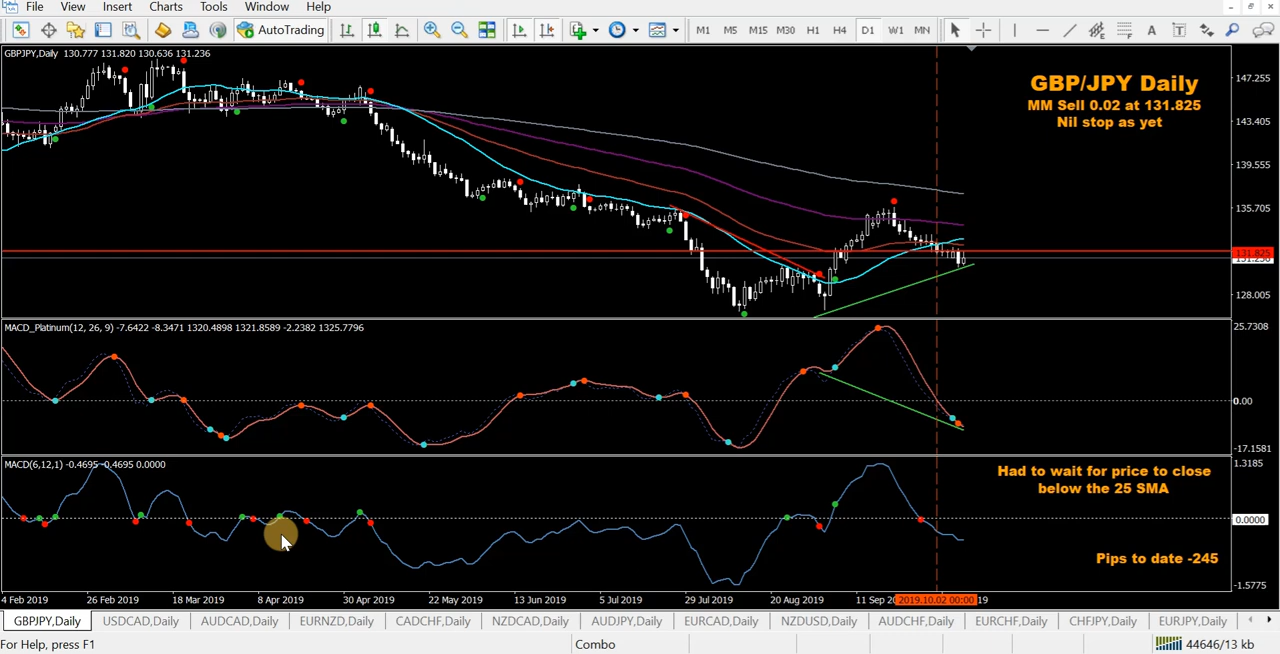 File View Insert Charts Tools Window Help
AutoTrading M1 M5 M15 M30 H1 H4 D1 W1 MN A T
GBPJPY,Daily 130.777 131.820 130.636 131.236
GBP/JPY Daily
MM Sell 0.02 at 131.825
Nil stop as yet
147.255
143.405
139.555
135.705
131.825
128.005
MACD_Platinum(12, 26, 9) -7.6422 -8.3471 1320.4898 1321.8589 -2.2382 1325.7796
25.7308
0.00
-17.1581
MACD(6,12,1) -0.4695 -0.4695 0.0000
1.3185
Had to wait for price to close
below the 25 SMA
0.0000
Pips to date -245
-1.5775
4 Feb 2019 26 Feb 2019 18 Mar 2019 8 Apr 2019 30 Apr 2019 22 May 2019 13 Jun 2019 5 Jul 2019 29 Jul 2019 20 Aug 2019 11 Sep 2019.10.02 00:00 19
GBPJPY,Daily USDCAD,Daily AUDCAD,Daily EURNZD,Daily CADCHF,Daily NZDCAD,Daily AUDJPY,Daily EURCAD,Daily NZDUSD,Daily AUDCHF,Daily EURCHF,Daily CHFJPY,Daily EURJPY,Daily
For Help, press F1 Combo 44646/13 kb